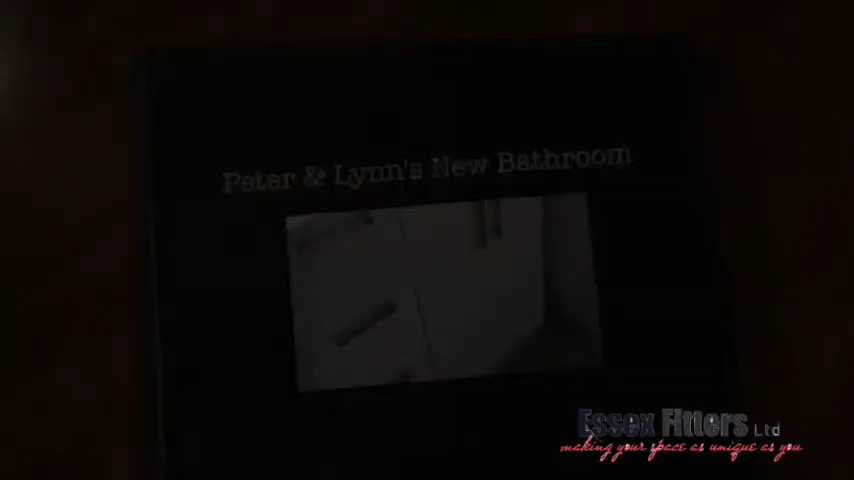 Peter & Lynn's New Bathroom
Essex Fitters Ltd
making your space as unique as you